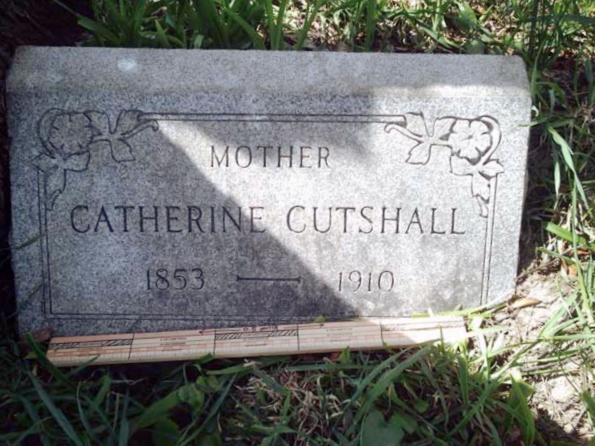 MOTHER
CATHERINE CUTSHALL
1853 — 1910